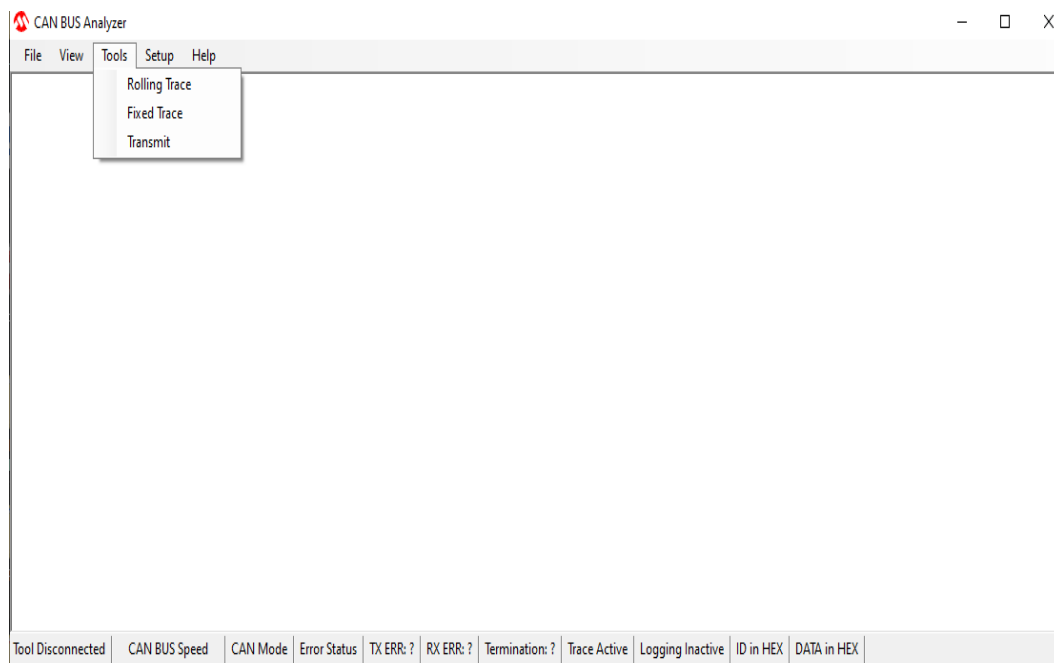 CAN BUS Analyzer
File View Tools Setup Help
Rolling Trace
Fixed Trace
Transmit
Tool Disconnected CAN BUS Speed CAN Mode Error Status TX ERR: ? RX ERR: ? Termination: ? Trace Active Logging Inactive ID in HEX DATA in HEX